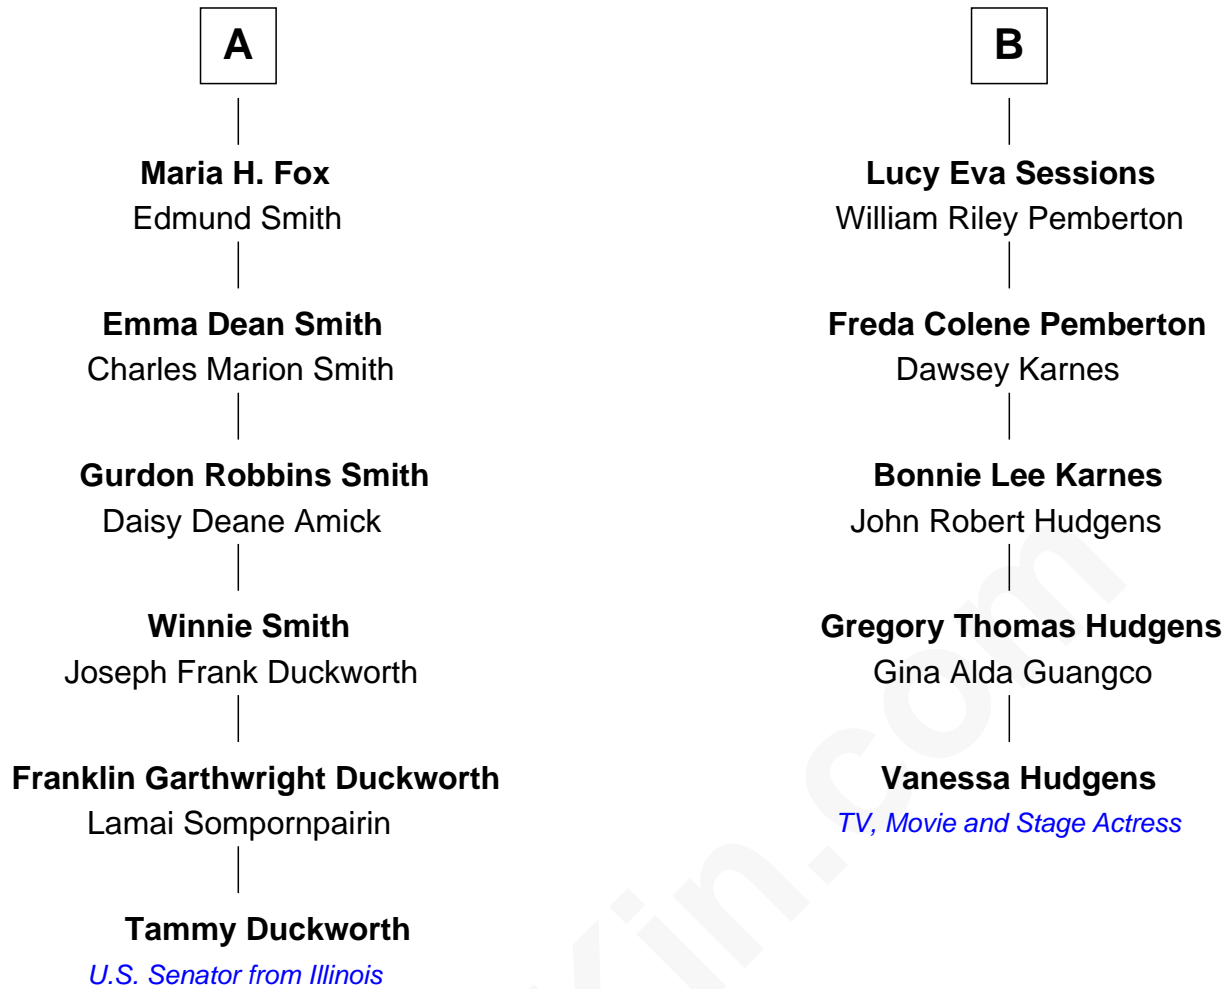 A
Maria H. Fox
Edmund Smith
Emma Dean Smith
Charles Marion Smith
Gurdon Robbins Smith
Daisy Deane Amick
Winnie Smith
Joseph Frank Duckworth
Franklin Garthwright Duckworth
Lamai Sompornpairin
Tammy Duckworth
U.S. Senator from Illinois
B
Lucy Eva Sessions
William Riley Pemberton
Freda Colene Pemberton
Dawsey Karnes
Bonnie Lee Karnes
John Robert Hudgens
Gregory Thomas Hudgens
Gina Alda Guangco
Vanessa Hudgens
TV, Movie and Stage Actress